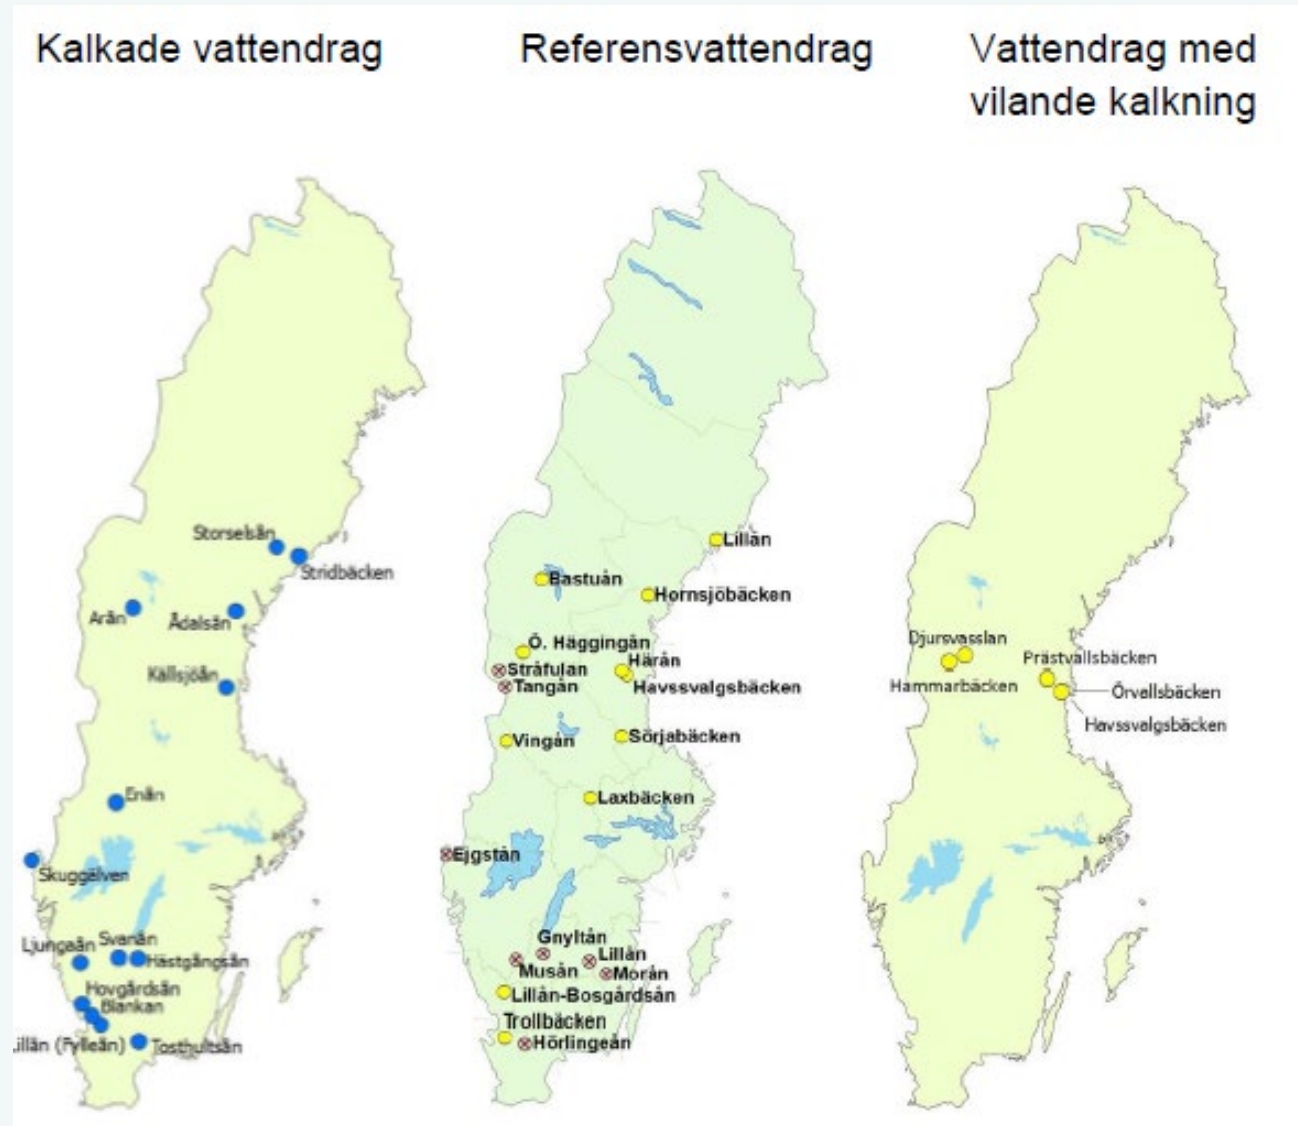 Kalkade vattendrag
Referensvattendrag
Vattendrag med
vilande kalkning
Storselsån
Stridbäcken
Arån
Ådalsån
Källsjöån
Enån
Skuggälven
Ljungaån
Svanån
Hästgångsån
Hovgårdsån
Blankan
Lillån (Fylleån)
Tosthultsån
Lillån
Bastuån
Hornsjöbäcken
Ö. Häggingån
Stråfulan
Härån
Tangån
Havssvalgsbäcken
Vingån
Sörjabäcken
Laxbäcken
Ejgstån
Gnyltån
Lillån
Musån
Morån
Lillån-Bosgårdsån
Trollbäcken
Hörlingeån
Djursvasslan
Prästvallsbäcken
Hammarbäcken
Örvallsbäcken
Havssvalgsbäcken